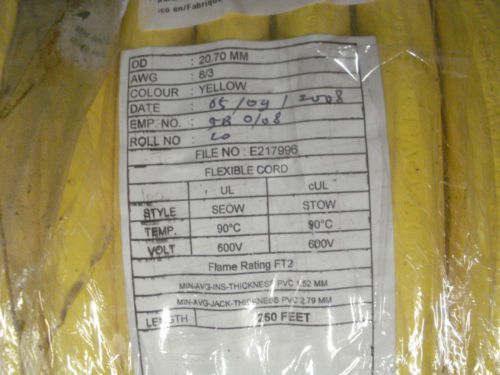 co en/Fabriqué
OD : 20.70 MM
AWG : 8/3
COLOUR : YELLOW
DATE : 05/09/2008
EMP. NO. : 0/08
ROLL NO : 20
FILE NO : E217996
FLEXIBLE CORD
UL cUL
STYLE SEOW STOW
TEMP. 90°C 90°C
VOLT 600V 600V
Flame Rating FT2
MIN-AVG-INS-THICKNESS PVC 1.52 MM
MIN-AVG-JACK-THICKNESS PVC 2.79 MM
LENGTH 250 FEET